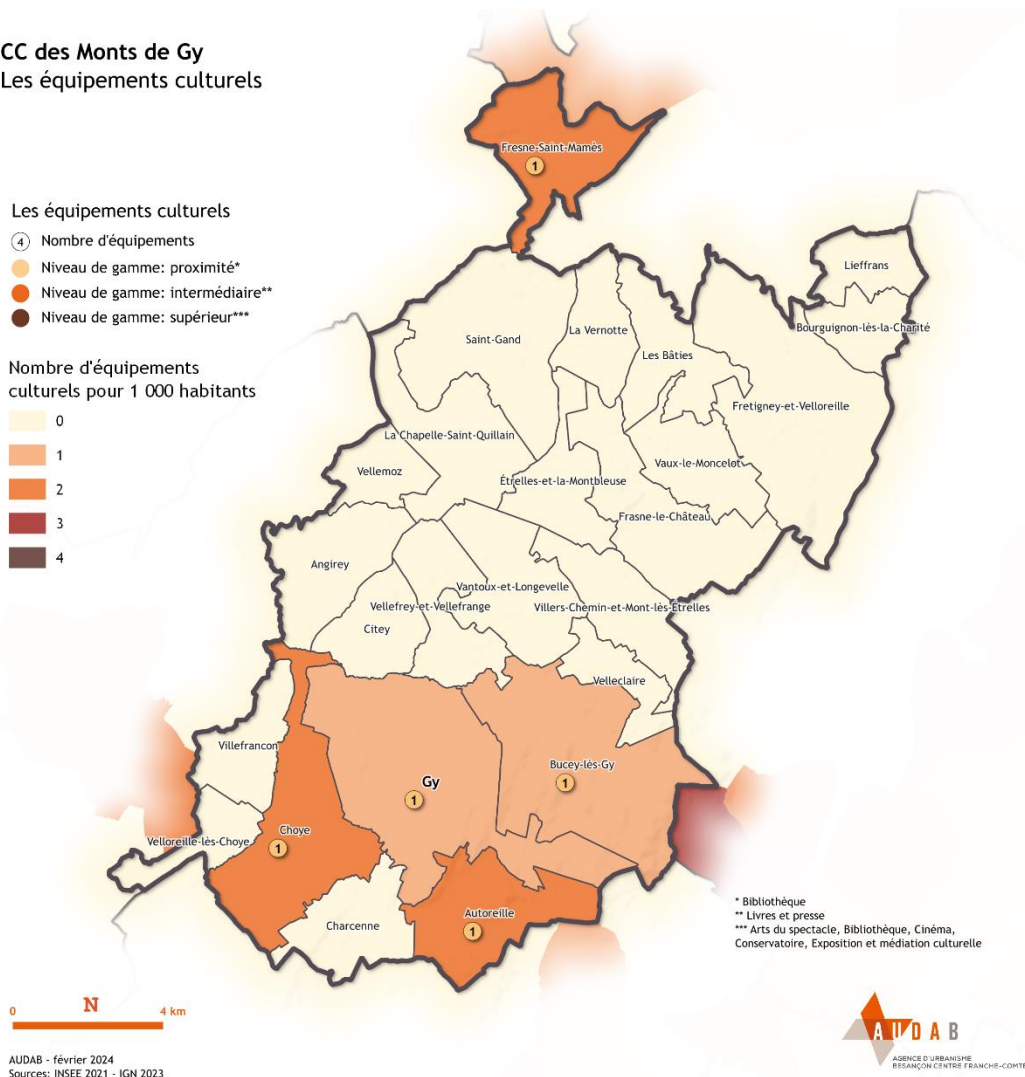 CC des Monts de Gy
Les équipements culturels
Les équipements culturels
4 Nombre d'équipements
Niveau de gamme: proximité*
Niveau de gamme: intermédiaire**
Niveau de gamme: supérieur***
Nombre d'équipements
culturels pour 1 000 habitants
0
1
2
3
4
Fresne-Saint-Mamès
1
Lieffrans
Bourguignon-lès-la-Charité
La Vernotte
Saint-Gand
Les Bâties
Fretigney-et-Velloreille
La Chapelle-Saint-Quillain
Vellemoz
Vaux-le-Moncelot
Étrelles-et-la-Montbleuse
Frasne-le-Château
Angirey
Vantoux-et-Longevelle
Vellefrey-et-Vellefrange
Villers-Chemin-et-Mont-lès-Étrelles
Citey
Velleclaire
Villefrancon
Bucey-lès-Gy
1
Gy
1
Choye
1
Velloreille-lès-Choye
Autoreille
1
Charcenne
* Bibliothèque
** Livres et presse
*** Arts du spectacle, Bibliothèque, Cinéma,
Conservatoire, Exposition et médiation culturelle
N
0 4 km
AUDAB - février 2024
Sources: INSEE 2021 - IGN 2023
AUDAB
AGENCE D'URBANISME
BESANÇON CENTRE FRANCHE-COMTÉ